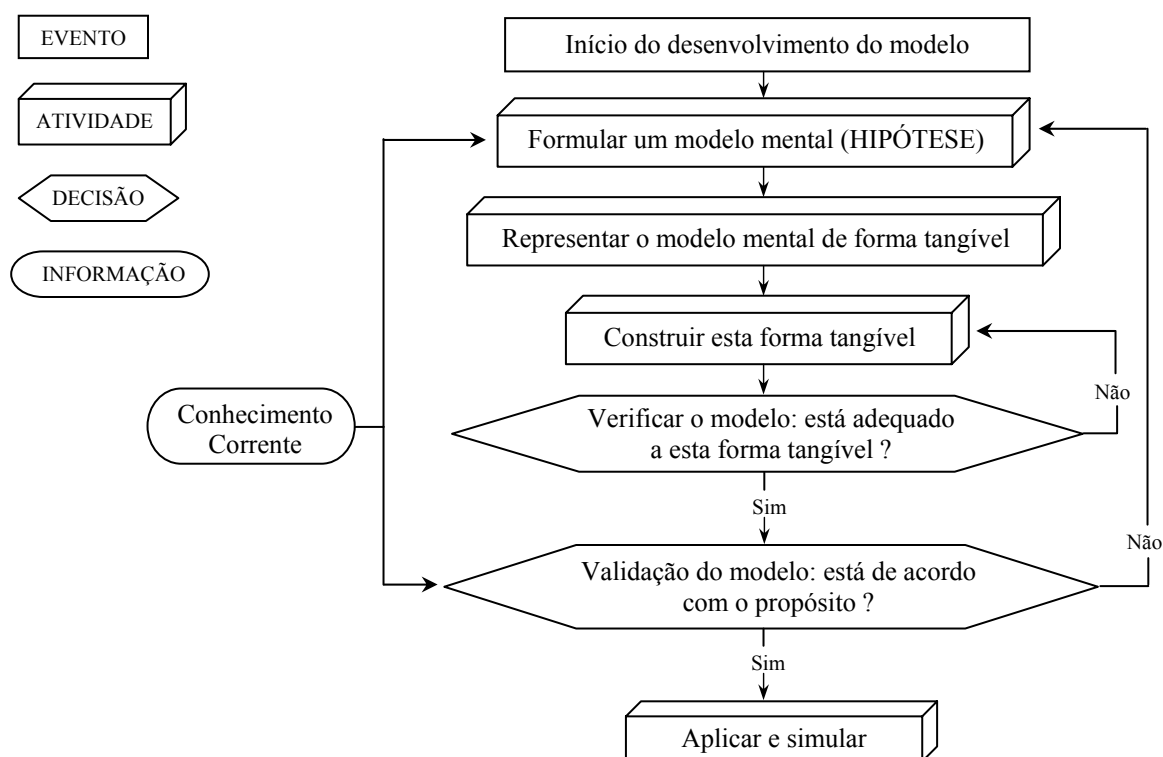 EVENTO
ATIVIDADE
DECISÃO
INFORMAÇÃO
Início do desenvolvimento do modelo
Formular um modelo mental (HIPÓTESE)
Representar o modelo mental de forma tangível
Construir esta forma tangível
Não
Conhecimento
Corrente
Verificar o modelo: está adequado
a esta forma tangível ?
Sim
Não
Validação do modelo: está de acordo
com o propósito ?
Sim
Aplicar e simular